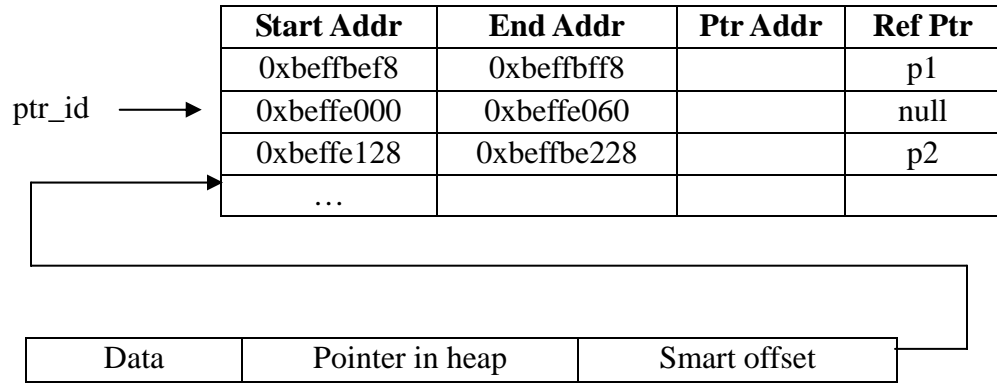 Start Addr End Addr Ptr Addr Ref Ptr
0xbeffbef8 0xbeffbff8 p1
ptr_id 0xbeffe000 0xbeffe060 null
0xbeffe128 0xbeffbe228 p2
…
Data Pointer in heap Smart offset